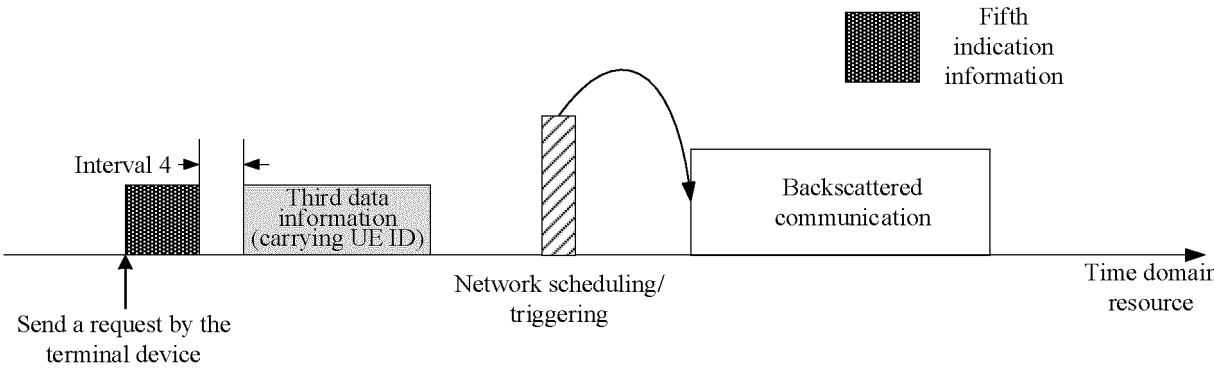 Fifth
indication
information
Interval 4
Third data
information
(carrying UE ID)
Backscattered
communication
Network scheduling/
triggering
Time domain
resource
Send a request by the
terminal device